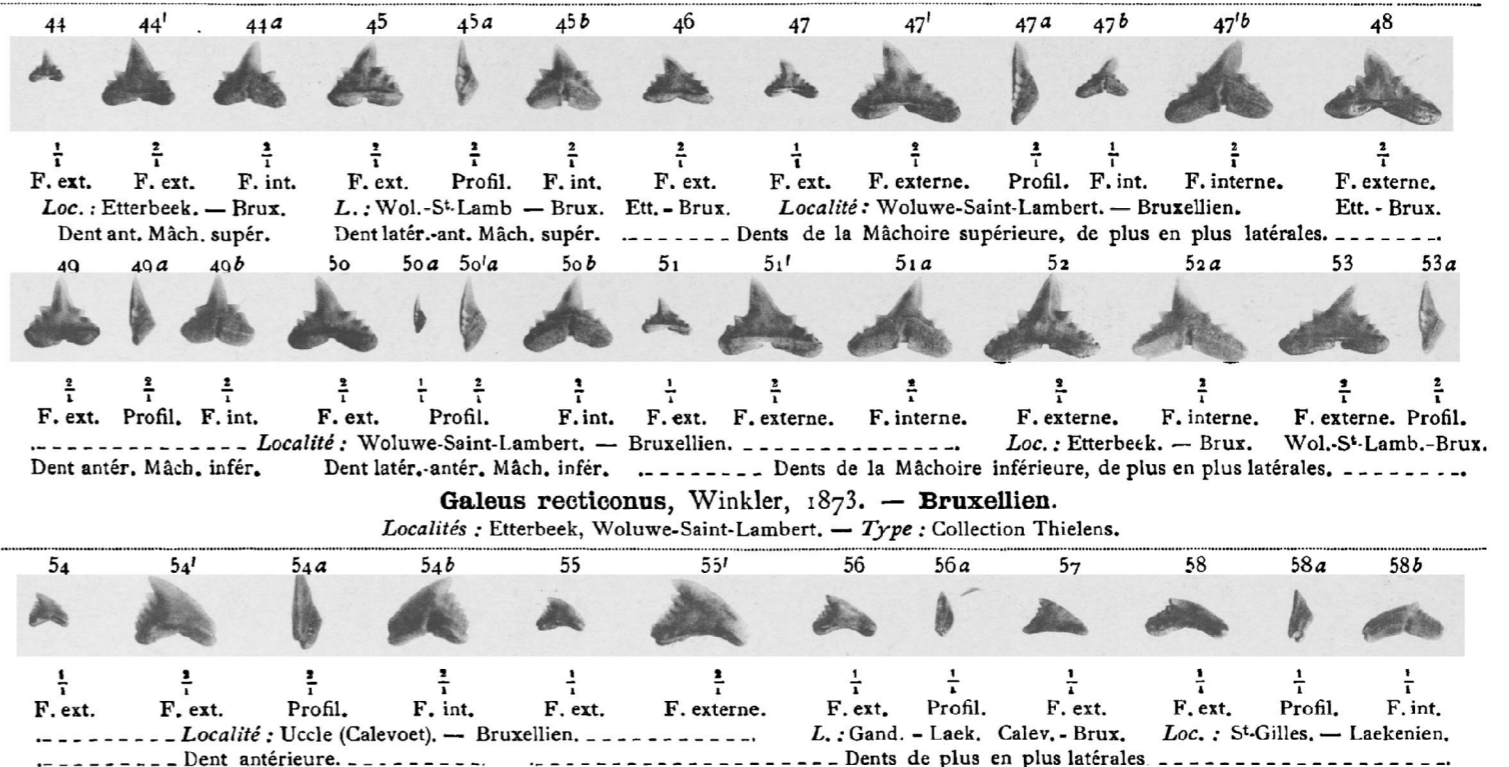 44 44' 44a 45 45a 45b 46 47 47' 47a 47b 47'b 48
1/1 2/1 2/1 2/1 2/1 2/1 2/1 1/1 2/1 2/1 1/1 2/1 2/1
F. ext. F. ext. F. int. F. ext. Profil. F. int. F. ext. F. ext. F. externe. Profil. F. int. F. interne. F. externe.
Loc. : Etterbeek. — Brux. L. : Wol.-St-Lamb — Brux. Ett. - Brux. Localité : Woluwe-Saint-Lambert. — Bruxellien. Ett. - Brux.
Dent ant. Mâch. supér. Dent latér.-ant. Mâch. supér. Dents de la Mâchoire supérieure, de plus en plus latérales.
49 49a 49b 50 50a 50'a 50b 51 51' 51a 52 52a 53 53a
2/1 2/1 2/1 2/1 1/1 2/1 2/1 1/1 2/1 2/1 2/1 2/1 2/1 2/1
F. ext. Profil. F. int. F. ext. Profil. F. int. F. ext. F. externe. F. interne. F. externe. F. interne. F. externe. Profil.
Localité : Woluwe-Saint-Lambert. — Bruxellien. Loc. : Etterbeek. — Brux. Wol.-St-Lamb.-Brux.
Dent antér. Mâch. infér. Dent latér.-antér. Mâch. infér. Dents de la Mâchoire inférieure, de plus en plus latérales.
Galeus recticonus, Winkler, 1873. — Bruxellien.
Localités : Etterbeek, Woluwe-Saint-Lambert. — Type : Collection Thielens.
54 54' 54a 54b 55 55' 56 56a 57 58 58a 58b
1/1 2/1 2/1 2/1 1/1 2/1 1/1 1/1 1/1 1/1 1/1 1/1
F. ext. F. ext. Profil. F. int. F. ext. F. externe. F. ext. Profil. F. ext. F. ext. Profil. F. int.
Localité : Uccle (Calevoet). — Bruxellien. L. : Gand. - Laek. Calev. - Brux. Loc. : St-Gilles. — Laekenien.
Dent antérieure. Dents de plus en plus latérales